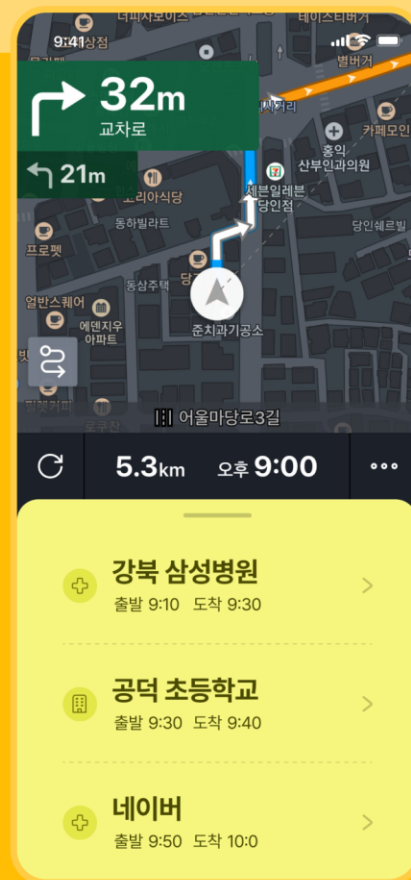 9:41
상점
별버거
32m
교차로
21m
카페모인
홍익
산부인과의원
세븐일레븐
당인점
동하빌라트
당인쉐르빌
프로펫
동삼주택
얼반스퀘어
에덴지우
아파트
준치과기공소
어울마당로3길
5.3km
오후 9:00
강북 삼성병원
출발 9:10 도착 9:30
공덕 초등학교
출발 9:30 도착 9:40
네이버
출발 9:50 도착 10:0